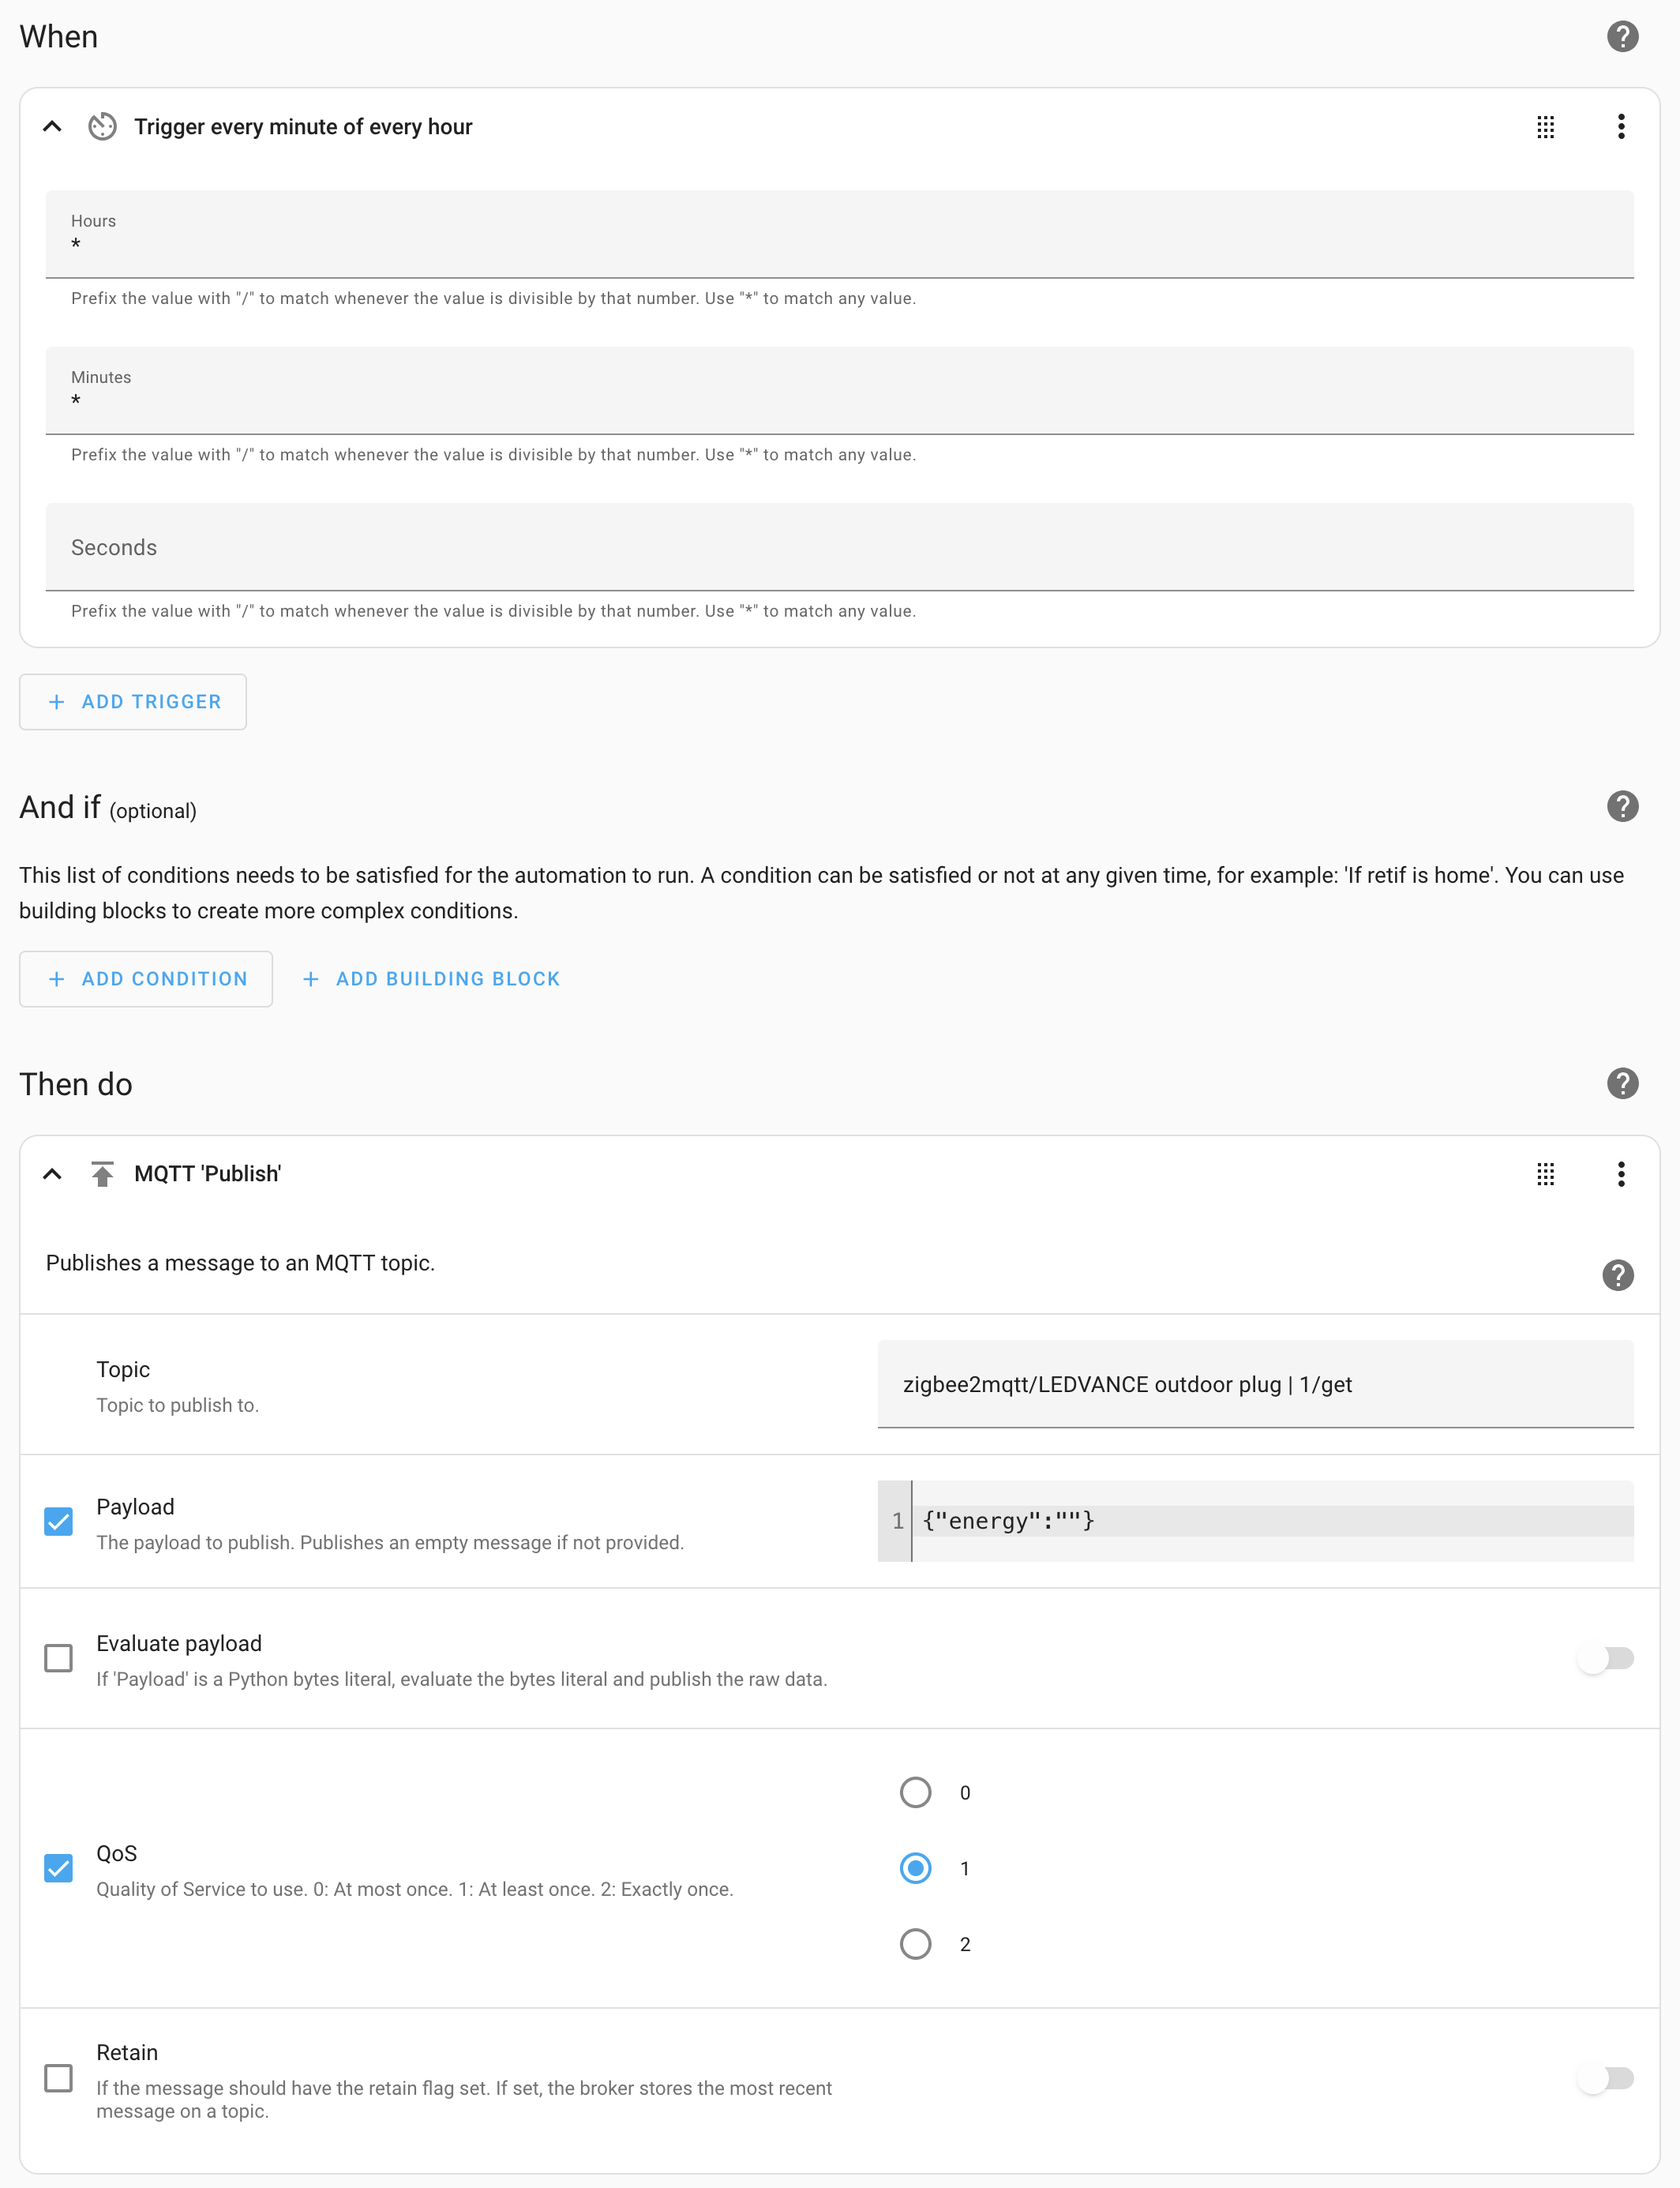 When
Trigger every minute of every hour
Hours
*
Prefix the value with "/" to match whenever the value is divisible by that number. Use "*" to match any value.
Minutes
*
Prefix the value with "/" to match whenever the value is divisible by that number. Use "*" to match any value.
Seconds
Prefix the value with "/" to match whenever the value is divisible by that number. Use "*" to match any value.
+ ADD TRIGGER
And if (optional)
This list of conditions needs to be satisfied for the automation to run. A condition can be satisfied or not at any given time, for example: 'If retif is home'. You can use
building blocks to create more complex conditions.
+ ADD CONDITION + ADD BUILDING BLOCK
Then do
MQTT 'Publish'
Publishes a message to an MQTT topic.
Topic
Topic to publish to.
zigbee2mqtt/LEDVANCE outdoor plug | 1/get
Payload
The payload to publish. Publishes an empty message if not provided.
1 {"energy":""}
Evaluate payload
If 'Payload' is a Python bytes literal, evaluate the bytes literal and publish the raw data.
QoS
Quality of Service to use. 0: At most once. 1: At least once. 2: Exactly once.
0
1
2
Retain
If the message should have the retain flag set. If set, the broker stores the most recent
message on a topic.